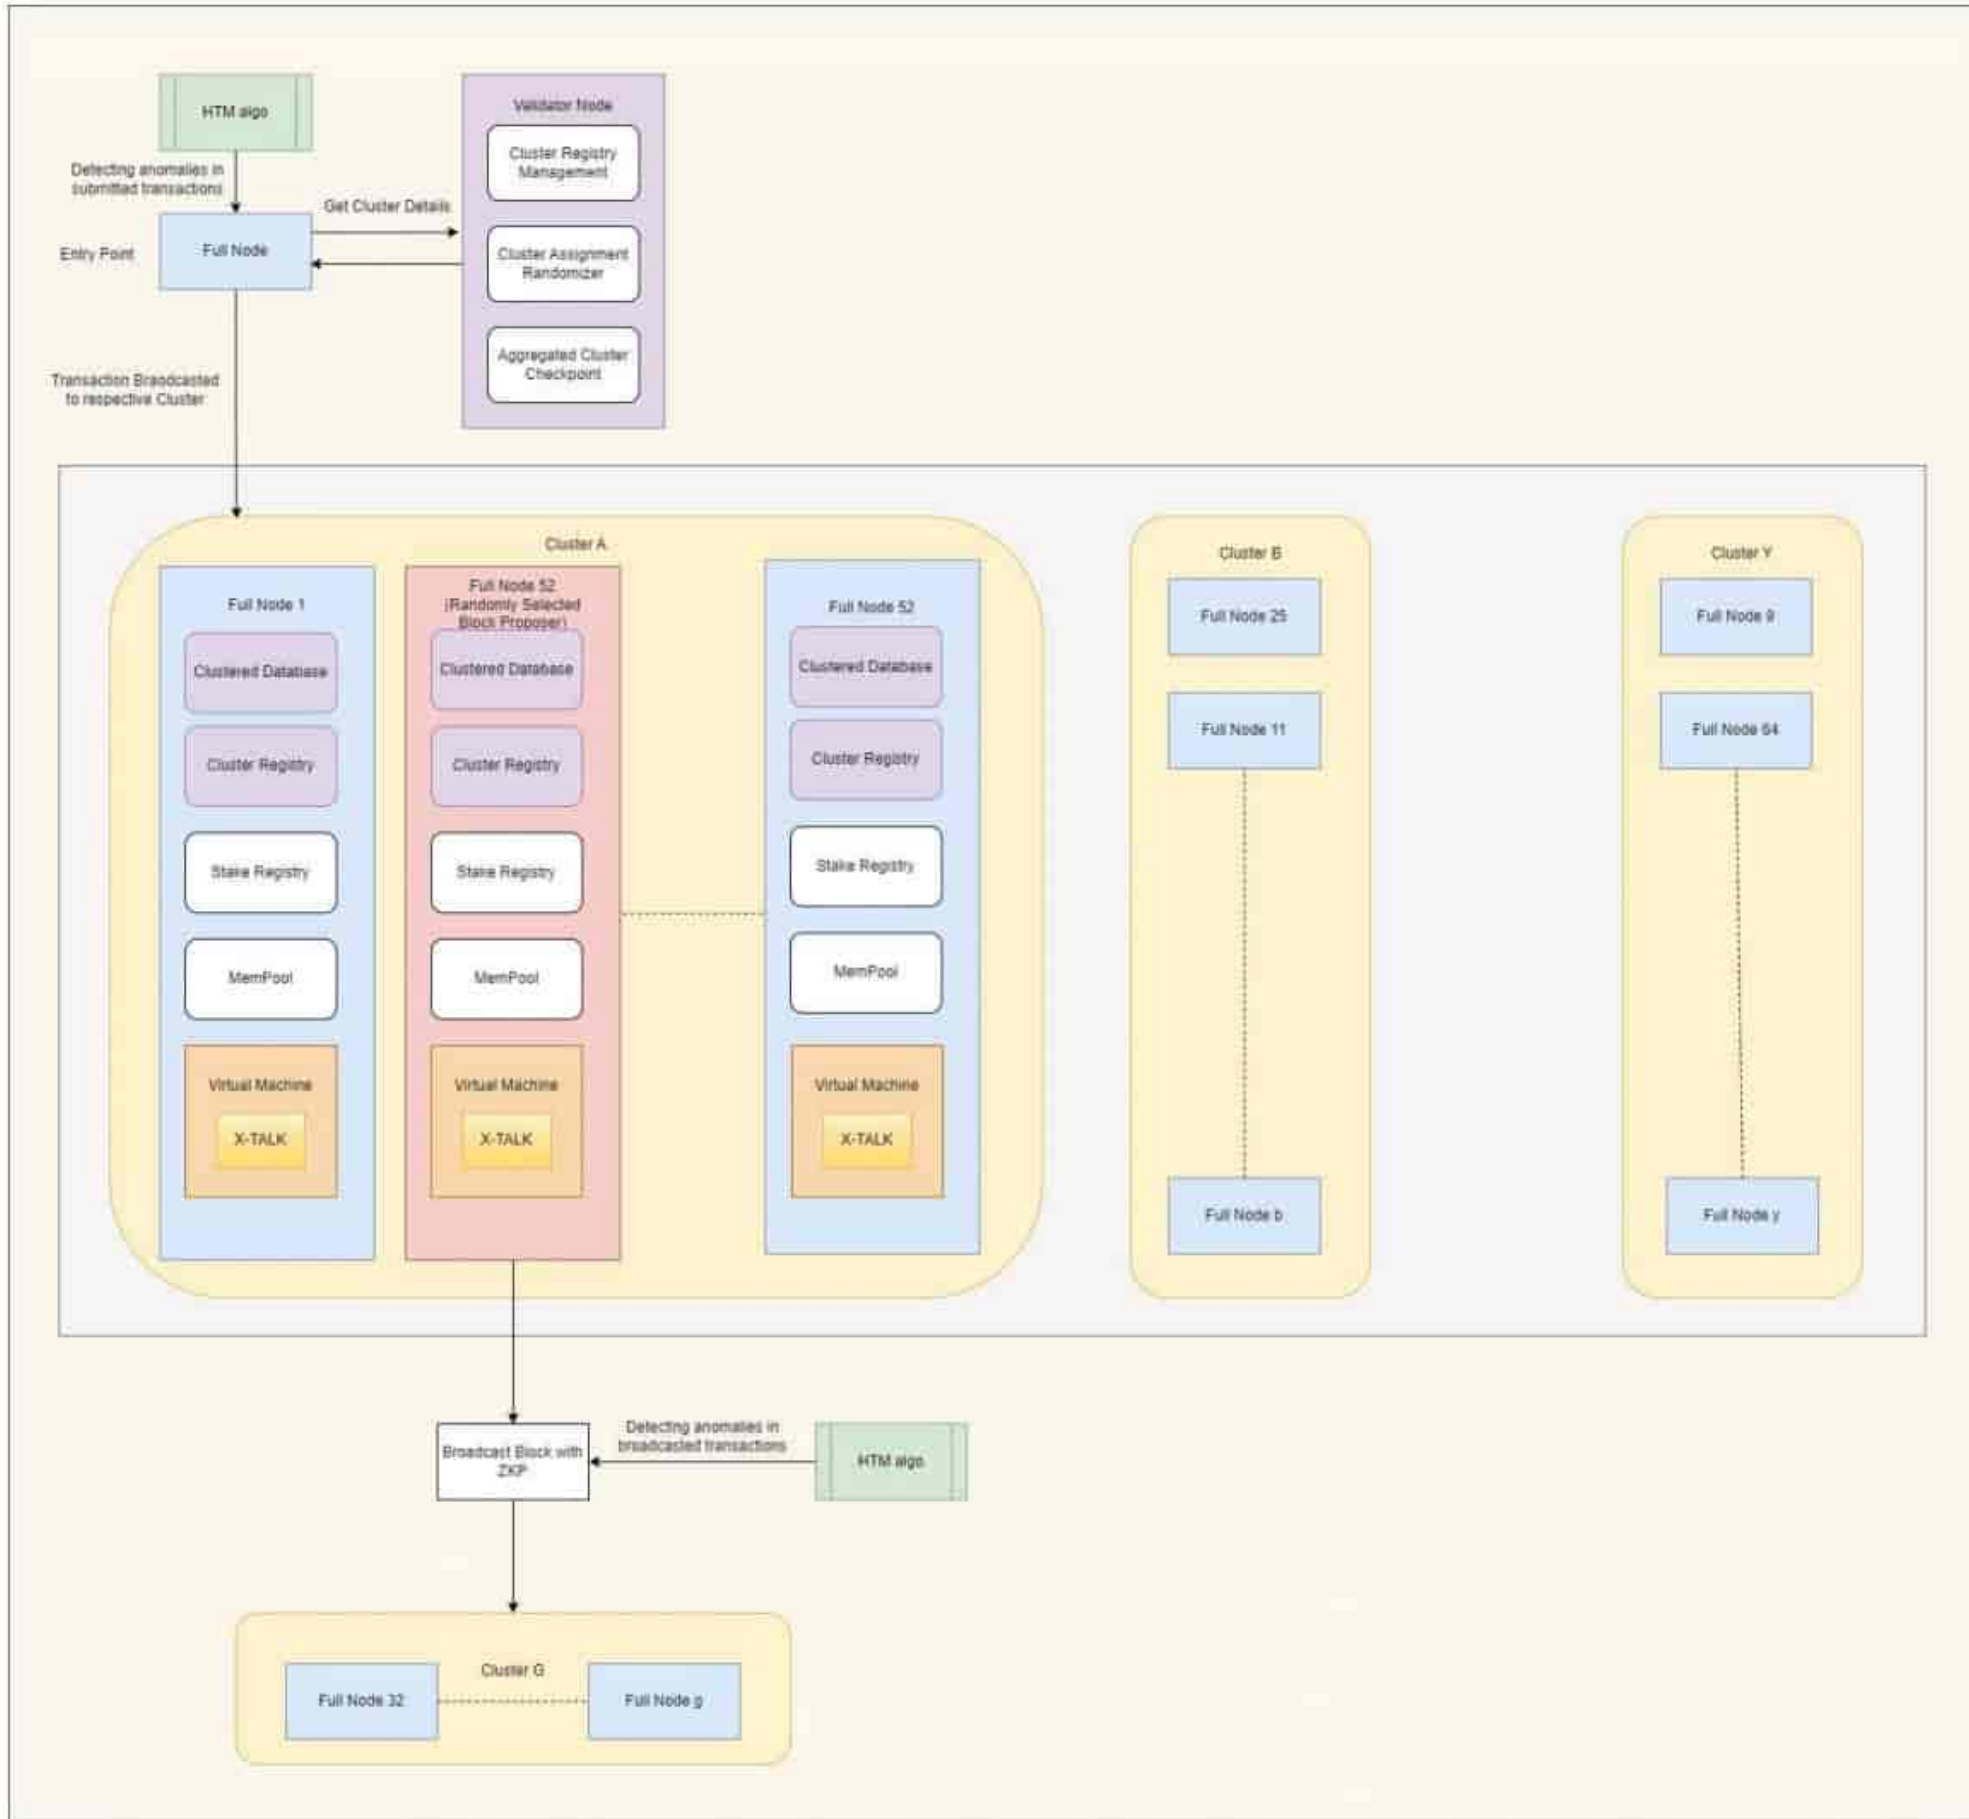 HTM algo
Detecting anomalies in
submitted transactions
Entry Point
Full Node
Get Cluster Details
Validator Node
Cluster Registry
Management
Cluster Assignment
Randomizer
Aggregated Cluster
Checkpoint
Transaction Braodcasted
to respective Cluster
Cluster A
Full Node 1
Clustered Database
Cluster Registry
Stake Registry
MemPool
Virtual Machine
X-TALK
Full Node 52
(Randomly Selected
Block Proposer)
Clustered Database
Cluster Registry
Stake Registry
MemPool
Virtual Machine
X-TALK
Full Node 52
Clustered Database
Cluster Registry
Stake Registry
MemPool
Virtual Machine
X-TALK
Cluster B
Full Node 25
Full Node 11
Full Node b
Cluster Y
Full Node 9
Full Node 64
Full Node y
Broadcast Block with
ZKP
Detecting anomalies in
broadcasted transactions
HTM algo
Cluster G
Full Node 32
Full Node g